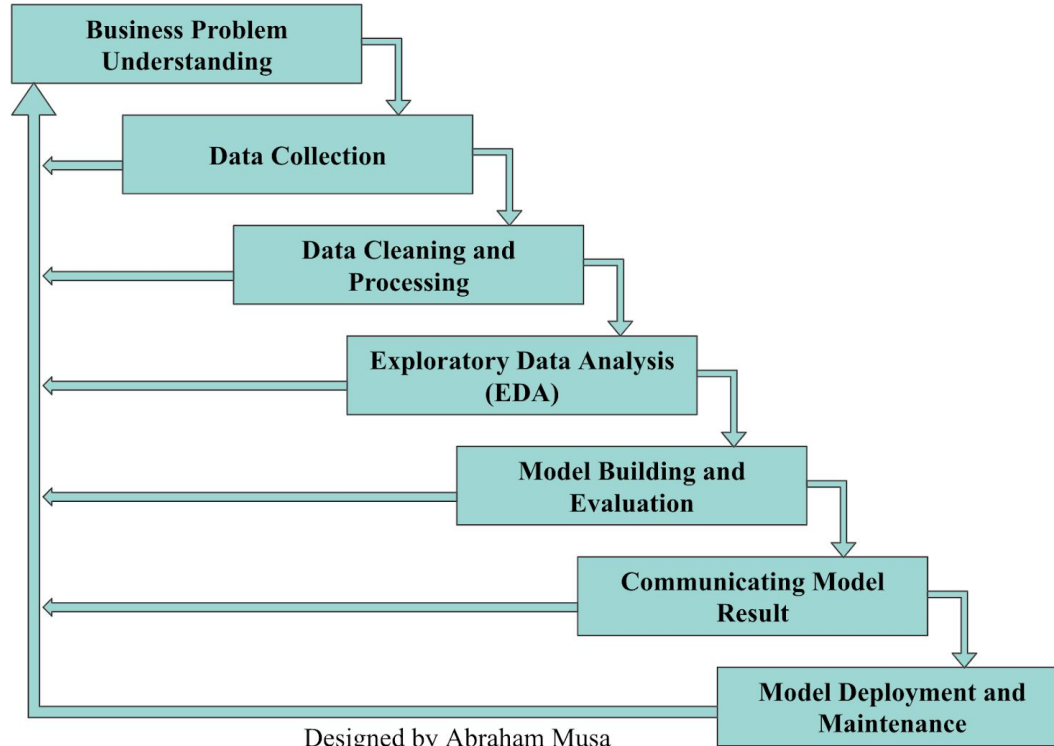 Business Problem
Understanding
Data Collection
Data Cleaning and
Processing
Exploratory Data Analysis
(EDA)
Model Building and
Evaluation
Communicating Model
Result
Model Deployment and
Maintenance
Designed by Abraham Musa